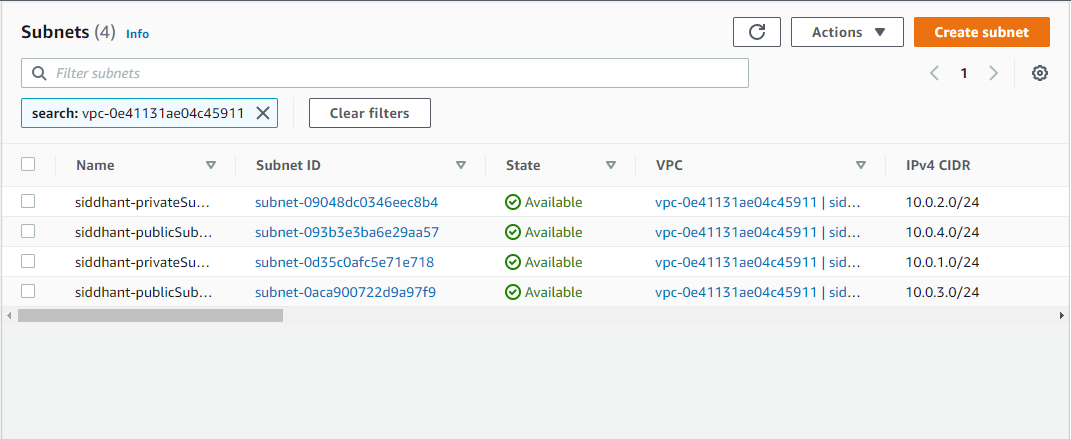 Subnets (4) Info
Actions
Create subnet
Filter subnets
1
search: vpc-0e41131ae04c45911
Clear filters
Name Subnet ID State VPC IPv4 CIDR
siddhant-privateSu... subnet-09048dc0346eec8b4 Available vpc-0e41131ae04c45911 | sid... 10.0.2.0/24
siddhant-publicSub... subnet-093b3e3ba6e29aa57 Available vpc-0e41131ae04c45911 | sid... 10.0.4.0/24
siddhant-privateSu... subnet-0d35c0afc5e71e718 Available vpc-0e41131ae04c45911 | sid... 10.0.1.0/24
siddhant-publicSub... subnet-0aca900722d9a97f9 Available vpc-0e41131ae04c45911 | sid... 10.0.3.0/24